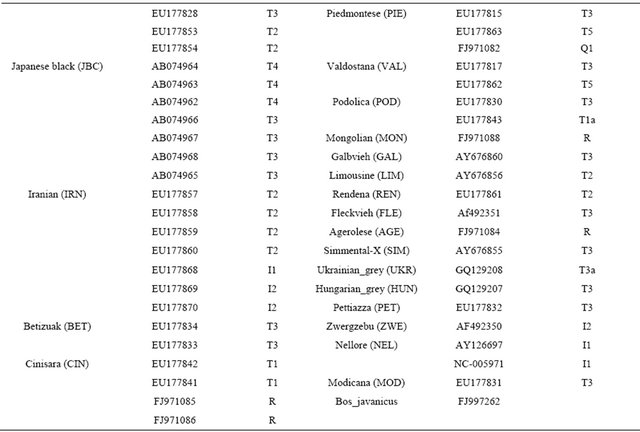 EU177828 T3 Piedmontese (PIE) EU177815 T3
EU177853 T2 EU177863 T5
EU177854 T2 FJ971082 Q1
Japanese black (JBC) AB074964 T4 Valdostana (VAL) EU177817 T3
AB074963 T4 EU177862 T5
AB074962 T4 Podolica (POD) EU177830 T3
AB074966 T3 EU177843 T1a
AB074967 T3 Mongolian (MON) FJ971088 R
AB074968 T3 Galbvieh (GAL) AY676860 T3
AB074965 T3 Limousine (LIM) AY676856 T2
Iranian (IRN) EU177857 T2 Rendena (REN) EU177861 T2
EU177858 T2 Fleckvieh (FLE) Af492351 T3
EU177859 T2 Agerolese (AGE) FJ971084 R
EU177860 T2 Simmental-X (SIM) AY676855 T3
EU177868 I1 Ukrainian_grey (UKR) GQ129208 T3a
EU177869 I2 Hungarian_grey (HUN) GQ129207 T3
EU177870 I2 Pettiazza (PET) EU177832 T3
Betizuak (BET) EU177834 T3 Zwergzebu (ZWE) AF492350 I2
EU177833 T3 Nellore (NEL) AY126697 I1
Cinisara (CIN) EU177842 T1 NC-005971 I1
EU177841 T1 Modicana (MOD) EU177831 T3
FJ971085 R Bos_javanicus FJ997262
FJ971086 R